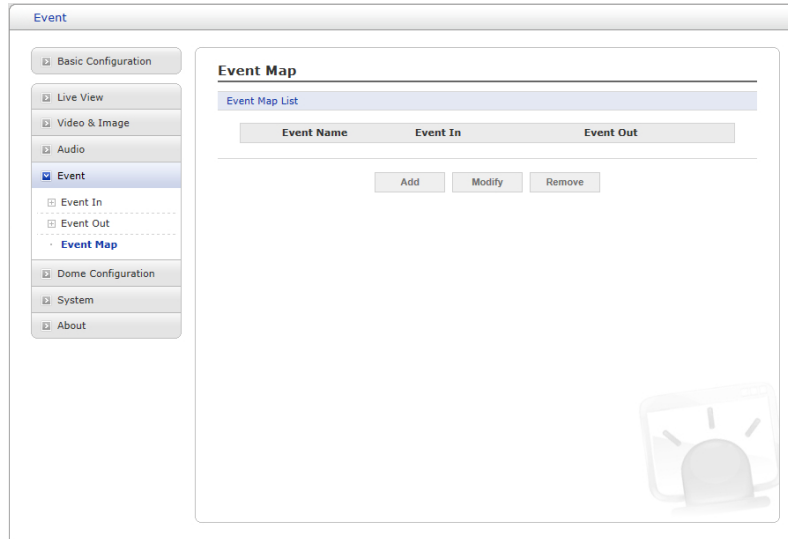 Event
Basic Configuration
Live View
Video & Image
Audio
Event
Event In
Event Out
Event Map
Dome Configuration
System
About
Event Map
Event Map List
Event Name Event In Event Out
Add Modify Remove